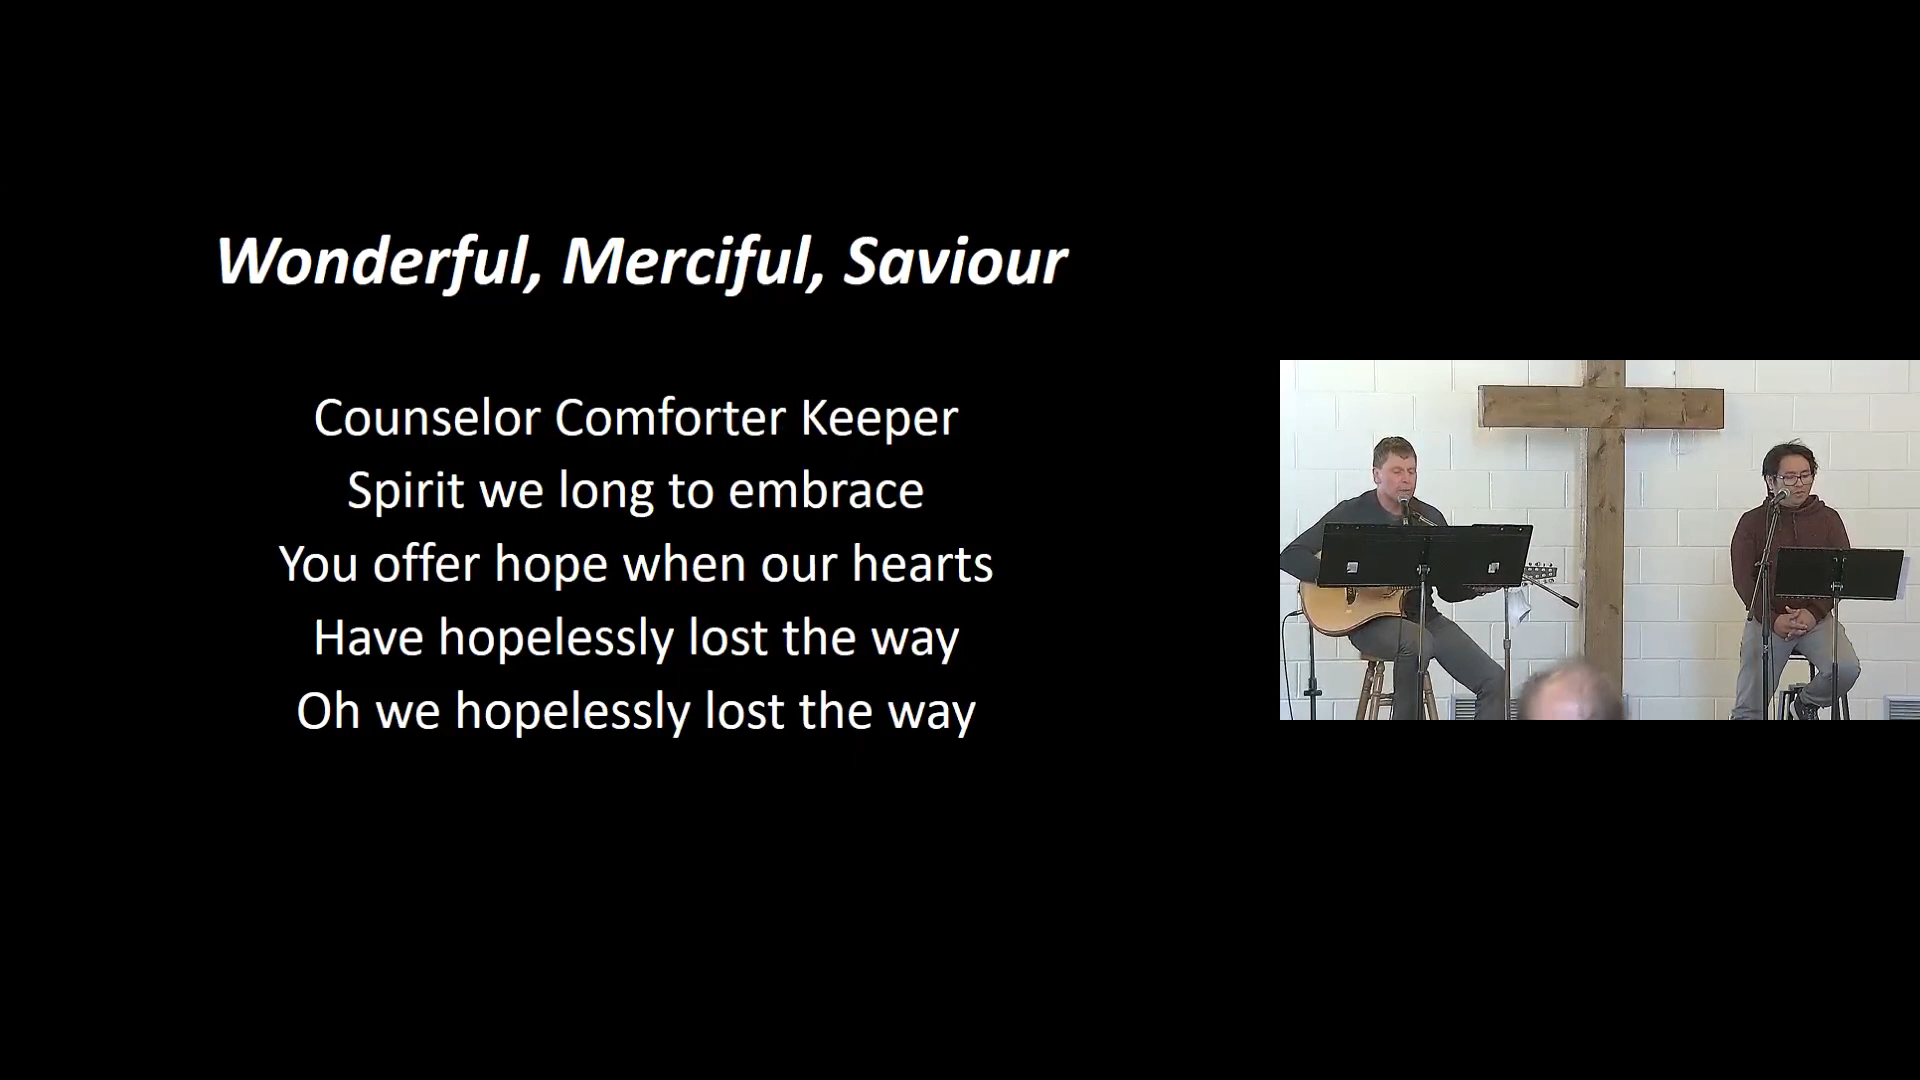 Wonderful, Merciful, Saviour
Counselor Comforter Keeper
Spirit we long to embrace
You offer hope when our hearts
Have hopelessly lost the way
Oh we hopelessly lost the way